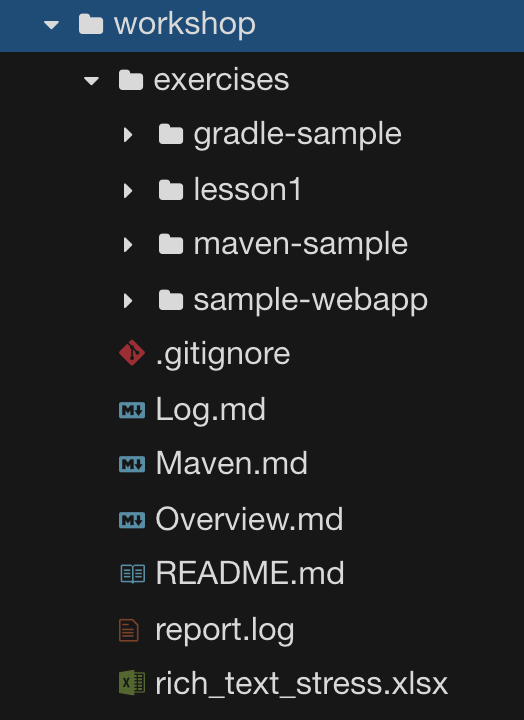 workshop
exercises
gradle-sample
lesson1
maven-sample
sample-webapp
.gitignore
Log.md
Maven.md
Overview.md
README.md
report.log
rich_text_stress.xlsx